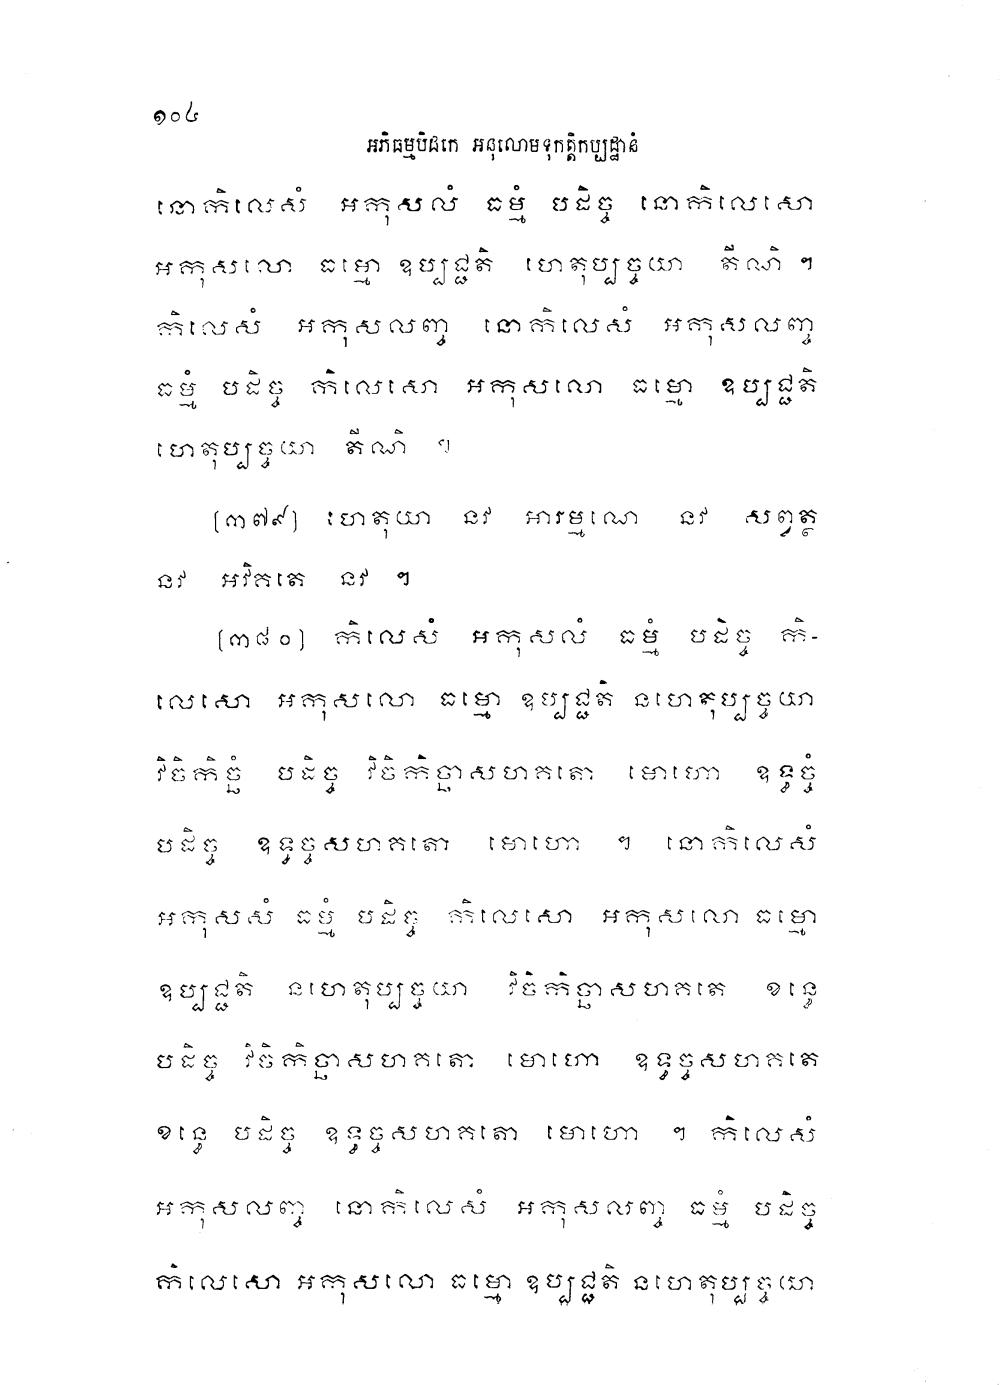 ១០៤
អភិធម្មបិដកេ អនុលោមទុកត្តិកប្បដ្ឋានំ
នោកិលេសំ អកុសលំ ធម្មំ បដិច្ច នោកិលេសោ
អកុសលោ ធម្មោ ឧប្បជ្ជតិ ហេតុប្បច្ចយា តីណិ ។
កិលេសំ អកុសលញ្ច នោកិលេសំ អកុសលញ្ច
ធម្មំ បដិច្ច កិលេសោ អកុសលោ ធម្មោ ឧប្បជ្ជតិ
ហេតុប្បច្ចយា តីណិ ។
[៣៧៩] ហេតុយា នវ អារម្មណេ នវ សព្វត្ថ
នវ អវិគតេ នវ ។
[៣៨០] កិលេសំ អកុសលំ ធម្មំ បដិច្ច កិ-
លេសោ អកុសលោ ធម្មោ ឧប្បជ្ជតិ នហេតុប្បច្ចយា
វិចិកិច្ឆំ បដិច្ច វិចិកិច្ឆាសហគតោ មោហោ ឧទ្ធច្ចំ
បដិច្ច ឧទ្ធច្ចសហគតោ មោហោ ។ នោកិលេសំ
អកុសសំ ធម្មំ បដិច្ច កិលេសោ អកុសលោ ធម្មោ
ឧប្បជ្ជតិ នហេតុប្បច្ចយា វិចិកិច្ឆាសហគតេ ខន្ធេ
បដិច្ច វិចិកិច្ឆាសហគតោ មោហោ ឧទ្ធច្ចសហគតេ
ខន្ធេ បដិច្ច ឧទ្ធច្ចសហគតោ មោហោ ។ កិលេសំ
អកុសលញ្ច នោកិលេសំ អកុសលញ្ច ធម្មំ បដិច្ច
កិលេសោ អកុសលោ ធម្មោ ឧប្បជ្ជតិ នហេតុប្បច្ចយា